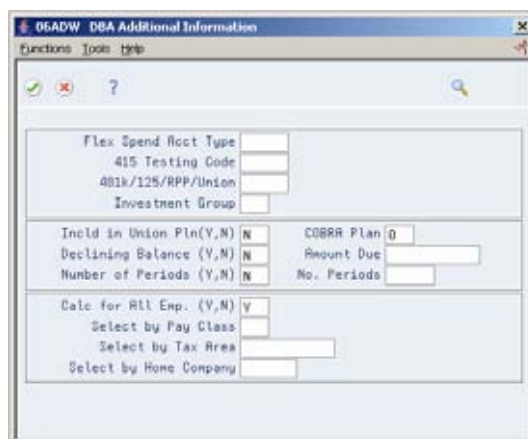 06ADW DBA Additional Information
Functions Tools Help
?
Flex Spend Acct Type
415 Testing Code
401k/125/RPP/Union
Investment Group
Incld in Union Pln(Y,N) N COBRA Plan 0
Declining Balance (Y,N) N Amount Due
Number of Periods (Y,N) N No. Periods
Calc for All Emp. (Y,N) Y
Select by Pay Class
Select by Tax Area
Select by Home Company